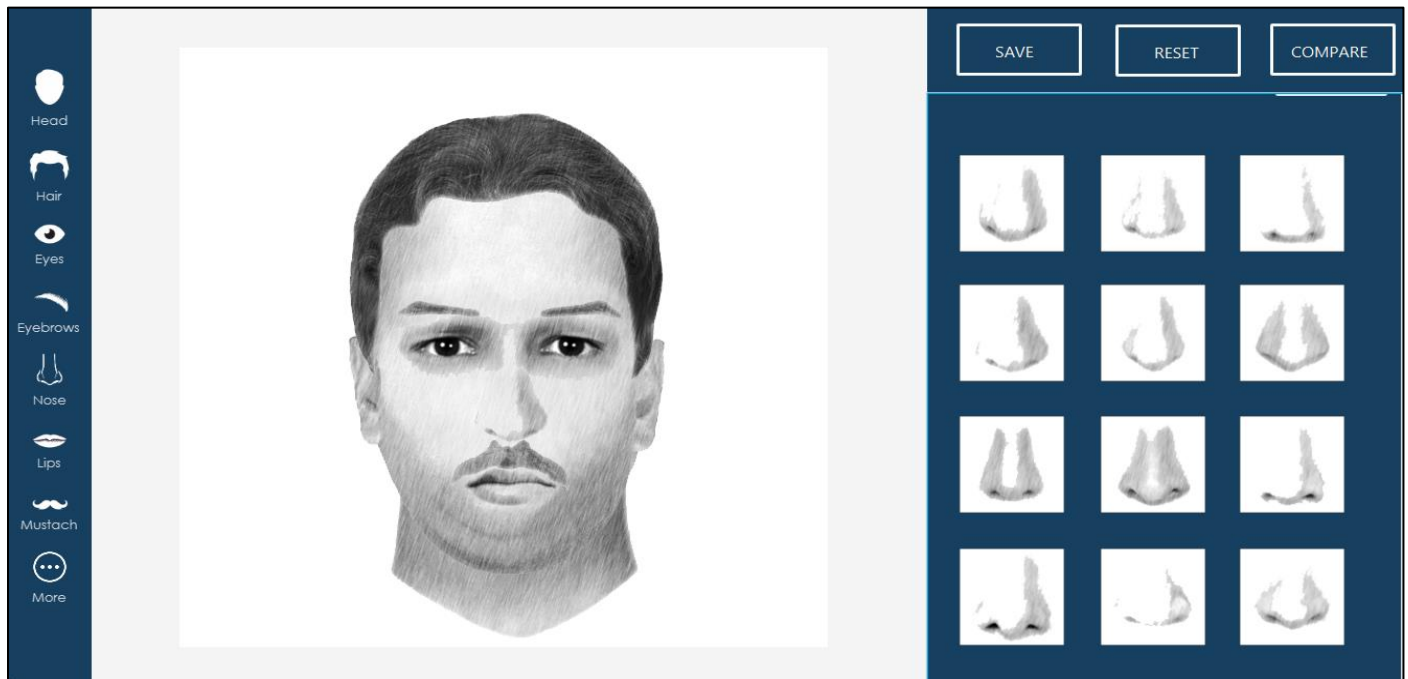 Head
Hair
Eyes
Eyebrows
Nose
Lips
Mustach
More
SAVE
RESET
COMPARE